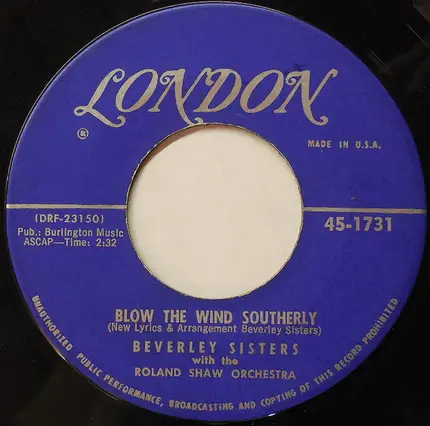 LONDON
MADE IN U.S.A.
(DRF-23150)
Pub.: Burlington Music
ASCAP—Time: 2:32
45-1731
BLOW THE WIND SOUTHERLY
(New Lyrics & Arrangement Beverley Sisters)
BEVERLEY SISTERS
with the
ROLAND SHAW ORCHESTRA
UNAUTHORIZED PUBLIC PERFORMANCE, BROADCASTING AND COPYING OF THIS RECORD PROHIBITED